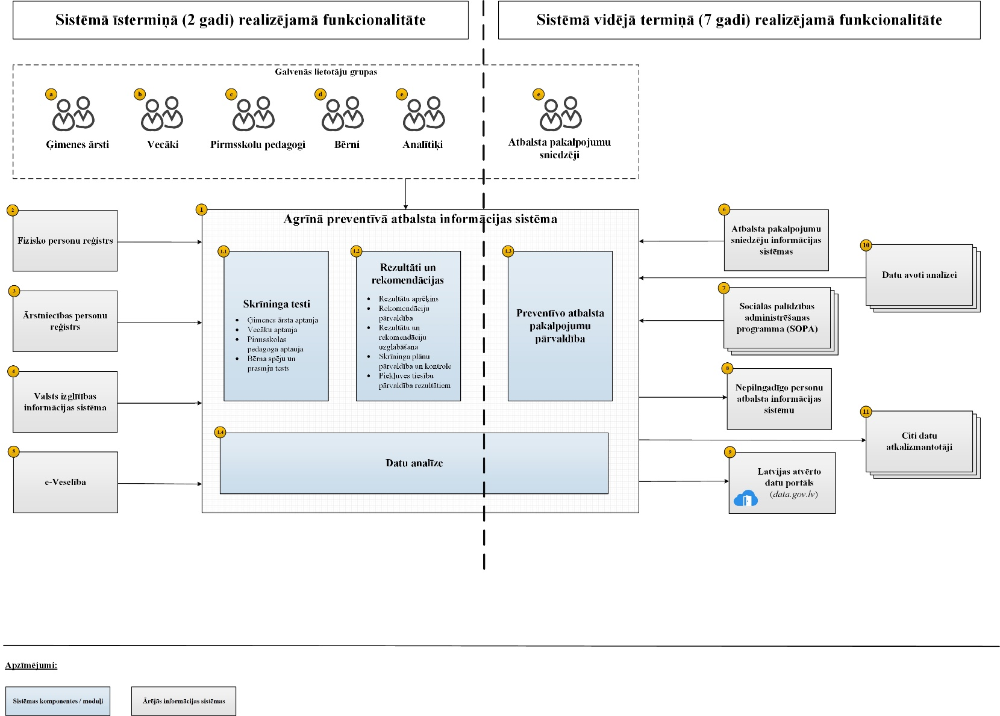 Sistēmā īstermiņā (2 gadi) realizējamā funkcionalitāte
Sistēmā vidējā termiņā (7 gadi) realizējamā funkcionalitāte
Galvenās lietotāju grupas
a
b
c
d
e
e
Ģimenes ārsti
Vecāki
Pirmsskolu pedagogi
Bērni
Analītiķi
Atbalsta pakalpojumu
sniedzēji
2
Fizisko personu reģistrs
3
Ārstniecības personu
reģistrs
4
Valsts izglītības
informācijas sistēma
5
e-Veselība
1
Agrīnā preventīvā atbalsta informācijas sistēma
1.1
Skrīninga testi
• Ģimenes ārsta aptauja
• Vecāku aptauja
• Pirmsskolas
pedagoga aptauja
• Bērna spēju un
prasmju tests
1.2
Rezultāti un
rekomendācijas
• Rezultātu aprēķins
• Rekomendāciju
pārvaldība
• Rezultātu un
rekomendāciju
uzglabāšana
• Skrīninga plānu
pārvaldība un kontrole
• Piekļuves tiesību
pārvaldība rezultātiem
1.3
Preventīvo atbalsta
pakalpojumu
pārvaldība
1.4
Datu analīze
6
Atbalsta pakalpojumu
sniedzēju informācijas
sistēmas
10
Datu avoti analīzei
7
Sociālās palīdzības
administrēšanas
programma (SOPA)
8
Nepilngadīgo personu
atbalsta informācijas
sistēmu
11
Citi datu
atkalizmantotāji
9
Latvijas atvērto
datu portāls
(data.gov.lv)
Apzīmējumi:
Sistēmas komponentes / moduļi
Ārējās informācijas sistēmas